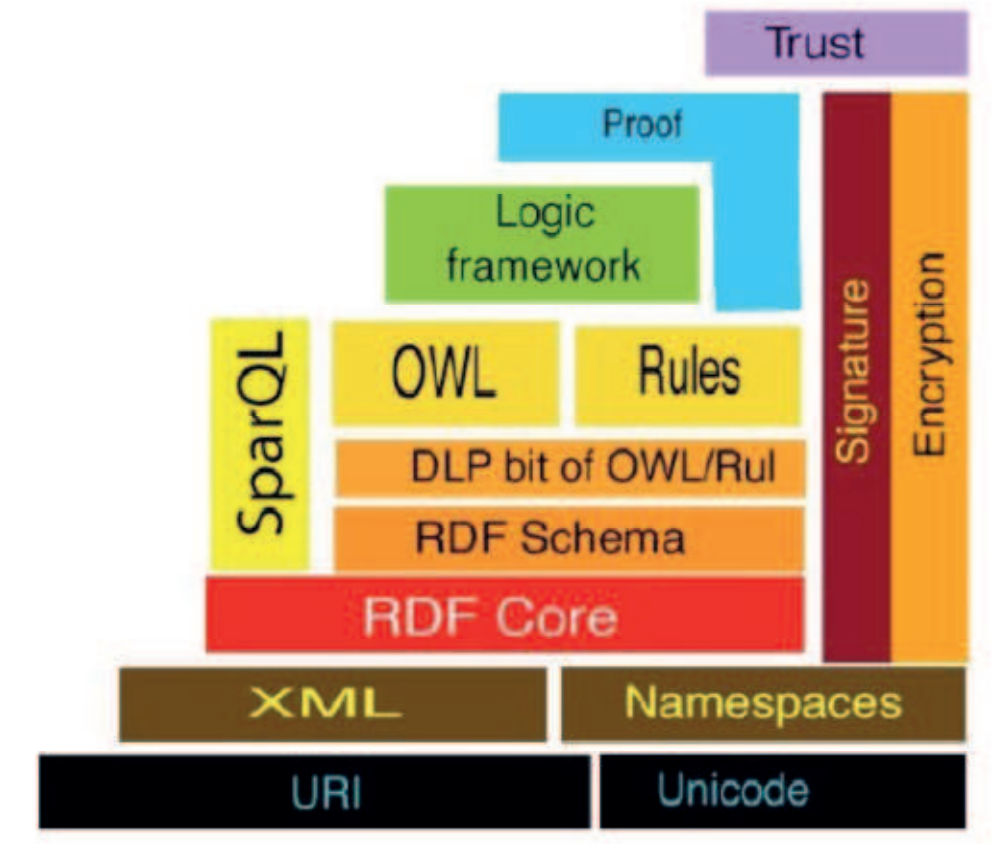 Trust
Proof
Logic
framework
SparQL
OWL
Rules
Signature
Encryption
DLP bit of OWL/Rul
RDF Schema
RDF Core
XML
Namespaces
URI
Unicode